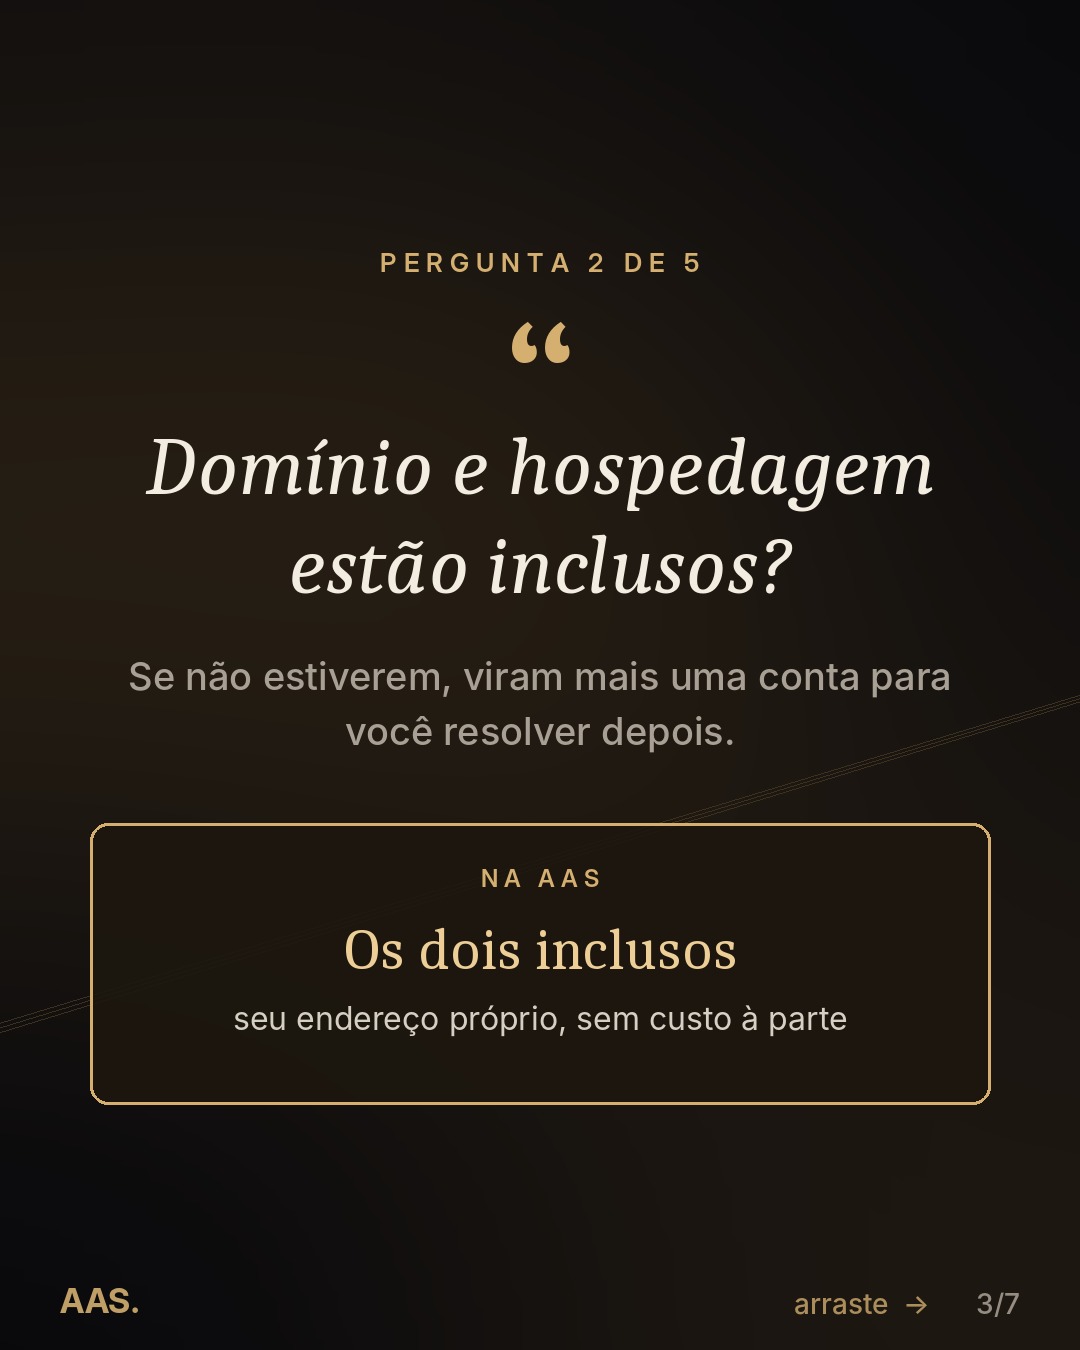 PERGUNTA 2 DE 5
“
Domínio e hospedagem
estão inclusos?
Se não estiverem, viram mais uma conta para
você resolver depois.
NA AAS
Os dois inclusos
seu endereço próprio, sem custo à parte
AAS.
arraste → 3/7